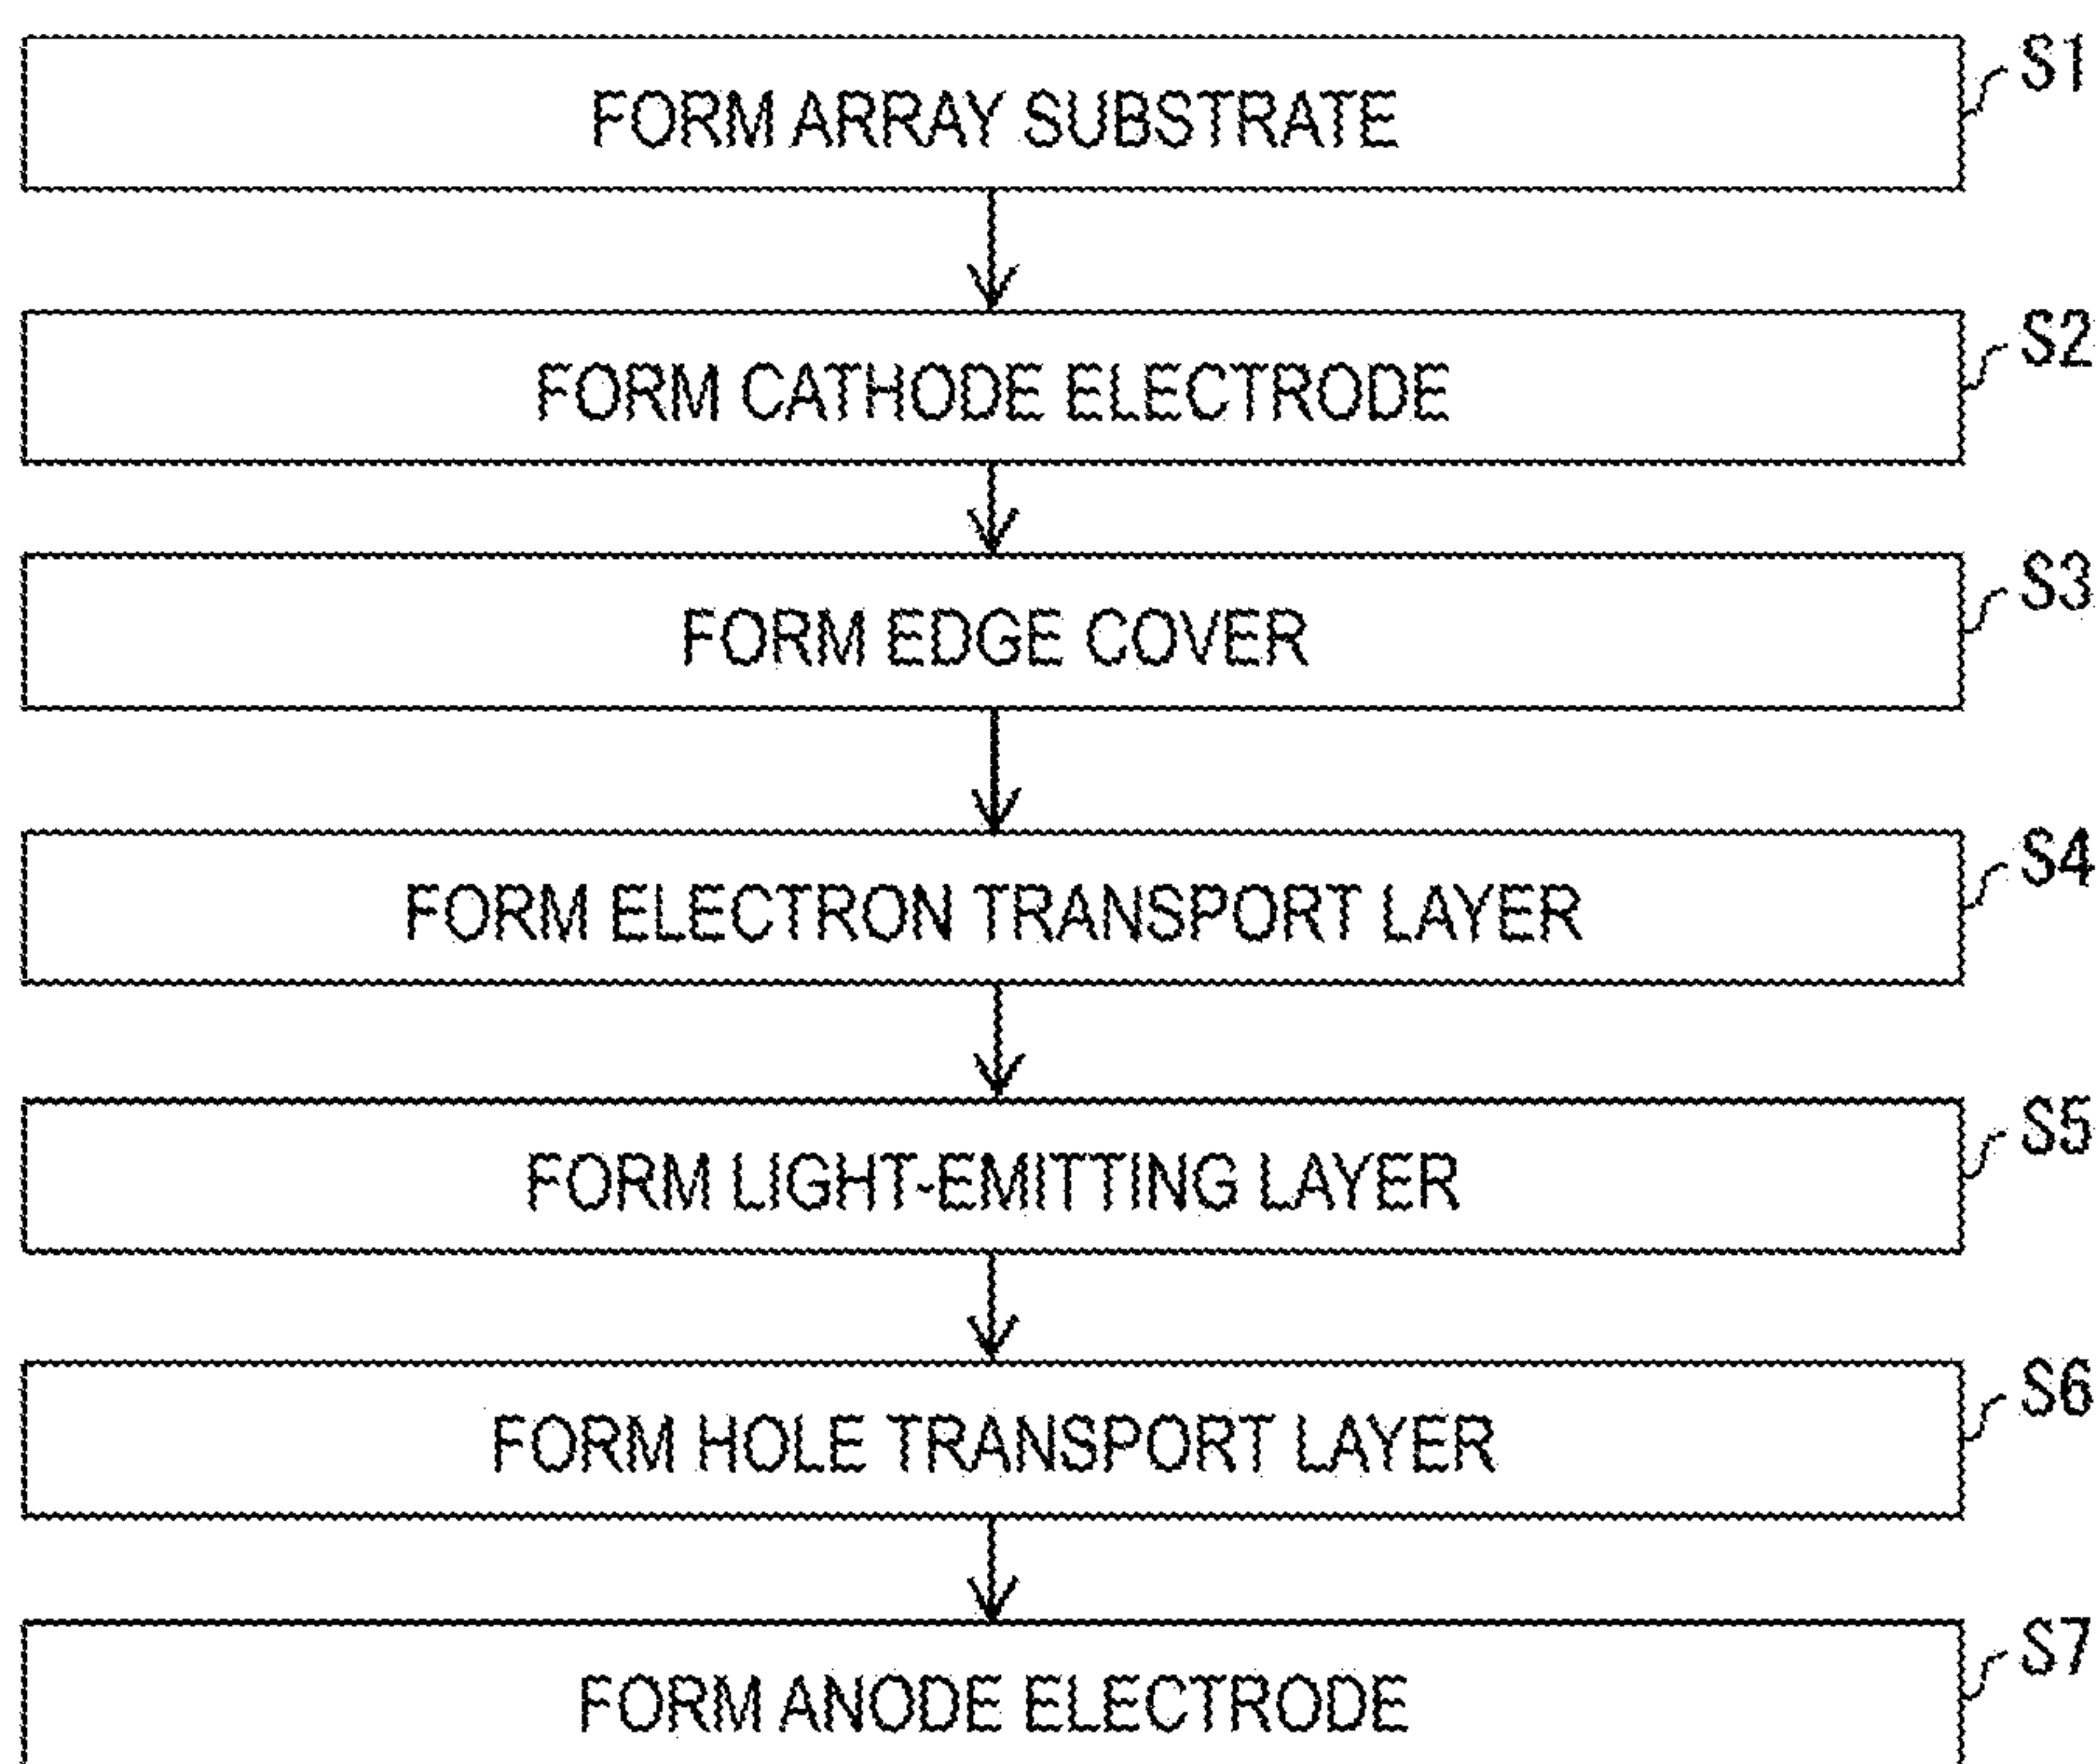 FORM ARRAY SUBSTRATE S1
FORM CATHODE ELECTRODE S2
FORM EDGE COVER S3
FORM ELECTRON TRANSPORT LAYER S4
FORM LIGHT-EMITTING LAYER S5
FORM HOLE TRANSPORT LAYER S6
FORM ANODE ELECTRODE S7